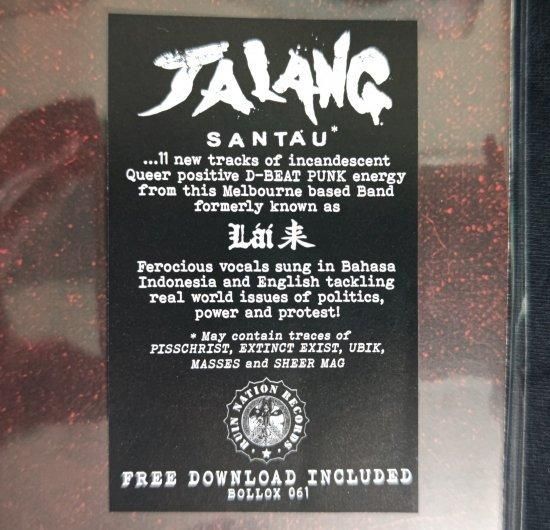 JALANG
SANTAU*
...11 new tracks of incandescent
Queer positive D-BEAT PUNK energy
from this Melbourne based Band
formerly known as
Lái 来
Ferocious vocals sung in Bahasa
Indonesia and English tackling
real world issues of politics,
power and protest!
* May contain traces of
PISSCHRIST, EXTINCT EXIST, UBIK,
MASSES and SHEER MAG
RUIN NATION RECORDS
FREE DOWNLOAD INCLUDED
BOLLOX 061